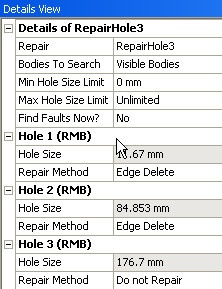 Details View
Details of RepairHole3
Repair RepairHole3
Bodies To Search Visible Bodies
Min Hole Size Limit 0 mm
Max Hole Size Limit Unlimited
Find Faults Now? No
Hole 1 (RMB)
Hole Size .67 mm
Repair Method Edge Delete
Hole 2 (RMB)
Hole Size 84.853 mm
Repair Method Edge Delete
Hole 3 (RMB)
Hole Size 176.7 mm
Repair Method Do not Repair